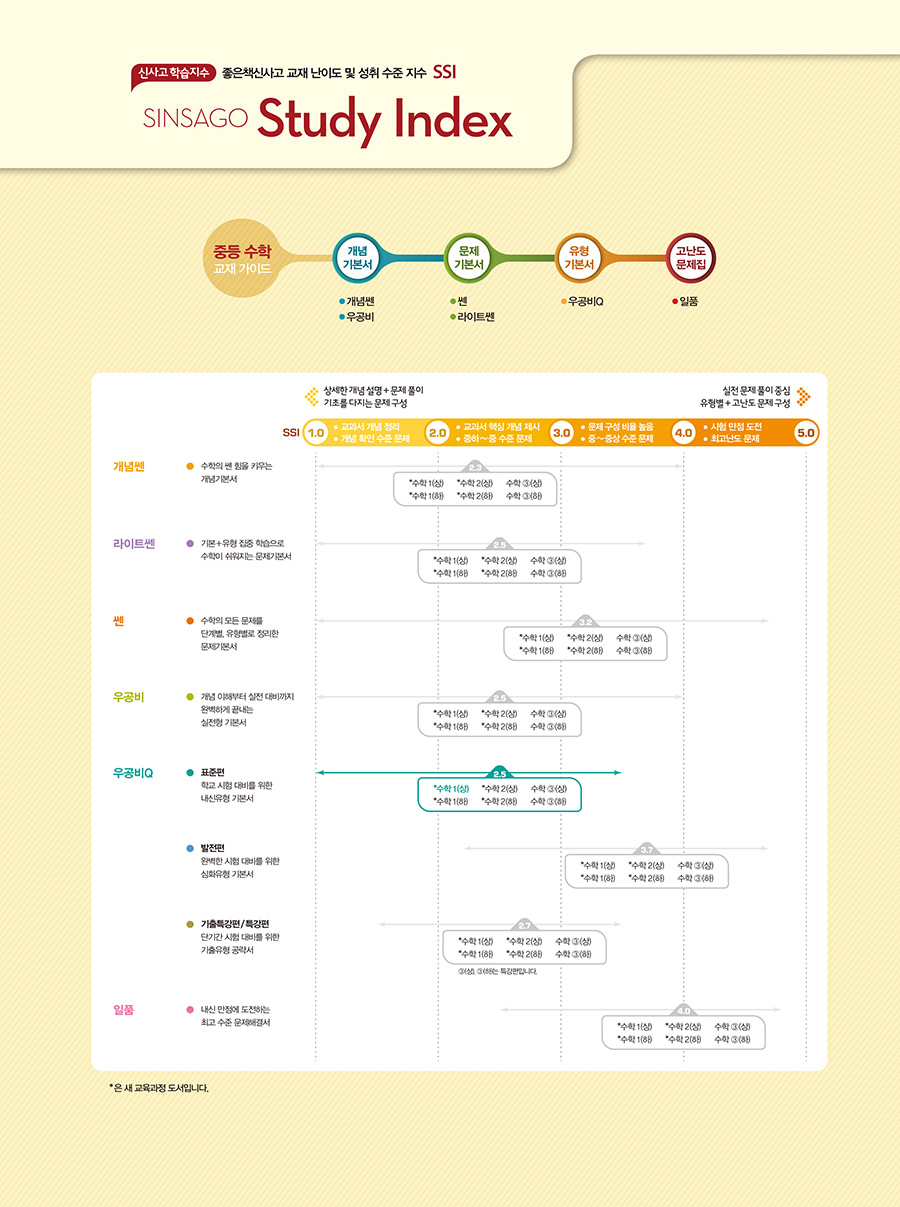 신사고 학습지수 좋은책신사고 교재 난이도 및 성취 수준 지수 SSI
SINSAGO Study Index
중등 수학
교재 가이드
개념
기본서
문제
기본서
유형
기본서
고난도
문제집
개념쎈
우공비
쎈
라이트쎈
우공비Q
일품
상세한 개념 설명 + 문제 풀이
기초를 다지는 문제 구성
실전 문제 풀이 중심
유형별 + 고난도 문제 구성
SSI
1.0
교과서 개념 정리
개념 확인 수준 문제
2.0
교과서 핵심 개념 제시
중하~중 수준 문제
3.0
문제 구성 비율 높음
중~중상 수준 문제
4.0
시험 만점 도전
최고난도 문제
5.0
개념쎈
수학의 쎈 힘을 키우는
개념기본서
2.3
*수학 1(상) *수학 2(상) 수학 ③(상)
*수학 1(하) *수학 2(하) 수학 ③(하)
라이트쎈
기본+유형 집중 학습으로
수학이 쉬워지는 문제기본서
2.5
*수학 1(상) *수학 2(상) 수학 ③(상)
*수학 1(하) *수학 2(하) 수학 ③(하)
쎈
수학의 모든 문제를
단계별, 유형별로 정리한
문제기본서
3.2
*수학 1(상) *수학 2(상) 수학 ③(상)
*수학 1(하) *수학 2(하) 수학 ③(하)
우공비
개념 이해부터 실전 대비까지
완벽하게 끝내는
실전형 기본서
2.5
*수학 1(상) *수학 2(상) 수학 ③(상)
*수학 1(하) *수학 2(하) 수학 ③(하)
우공비Q
표준편
학교 시험 대비를 위한
내신유형 기본서
2.5
*수학 1(상) *수학 2(상) 수학 ③(상)
*수학 1(하) *수학 2(하) 수학 ③(하)
발전편
완벽한 시험 대비를 위한
심화유형 기본서
3.7
*수학 1(상) *수학 2(상) 수학 ③(상)
*수학 1(하) *수학 2(하) 수학 ③(하)
기출특강편 / 특강편
단기간 시험 대비를 위한
기출유형 공략서
2.7
*수학 1(상) *수학 2(상) 수학 ③(상)
*수학 1(하) *수학 2(하) 수학 ③(하)
③(상), ③(하)는 특강편입니다.
일품
내신 만점에 도전하는
최고 수준 문제해결서
4.0
*수학 1(상) *수학 2(상) 수학 ③(상)
*수학 1(하) *수학 2(하) 수학 ③(하)
*은 새 교육과정 도서입니다.